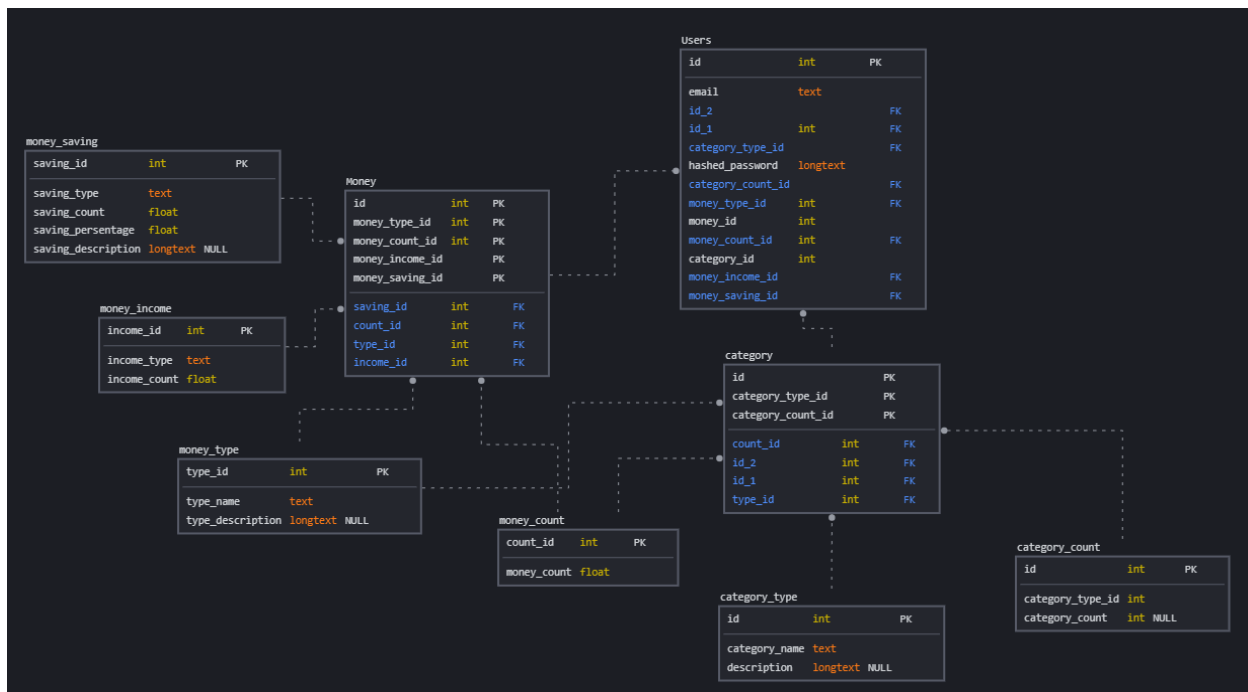 Users
id int PK
email text
id_2 FK
id_1 int FK
category_type_id FK
hashed_password longtext
category_count_id FK
money_type_id int FK
money_id int
money_count_id int FK
category_id int
money_income_id FK
money_saving_id FK
money_saving
saving_id int PK
saving_type text
saving_count float
saving_persentage float
saving_description longtext NULL
Money
id int PK
money_type_id int PK
money_count_id int PK
money_income_id PK
money_saving_id PK
saving_id int FK
count_id int FK
type_id int FK
income_id int FK
money_income
income_id int PK
income_type text
income_count float
category
id PK
category_type_id PK
category_count_id PK
count_id int FK
id_2 int FK
id_1 int FK
type_id int FK
money_type
type_id int PK
type_name text
type_description longtext NULL
money_count
count_id int PK
money_count float
category_count
id int PK
category_type_id int
category_count int NULL
category_type
id int PK
category_name text
description longtext NULL